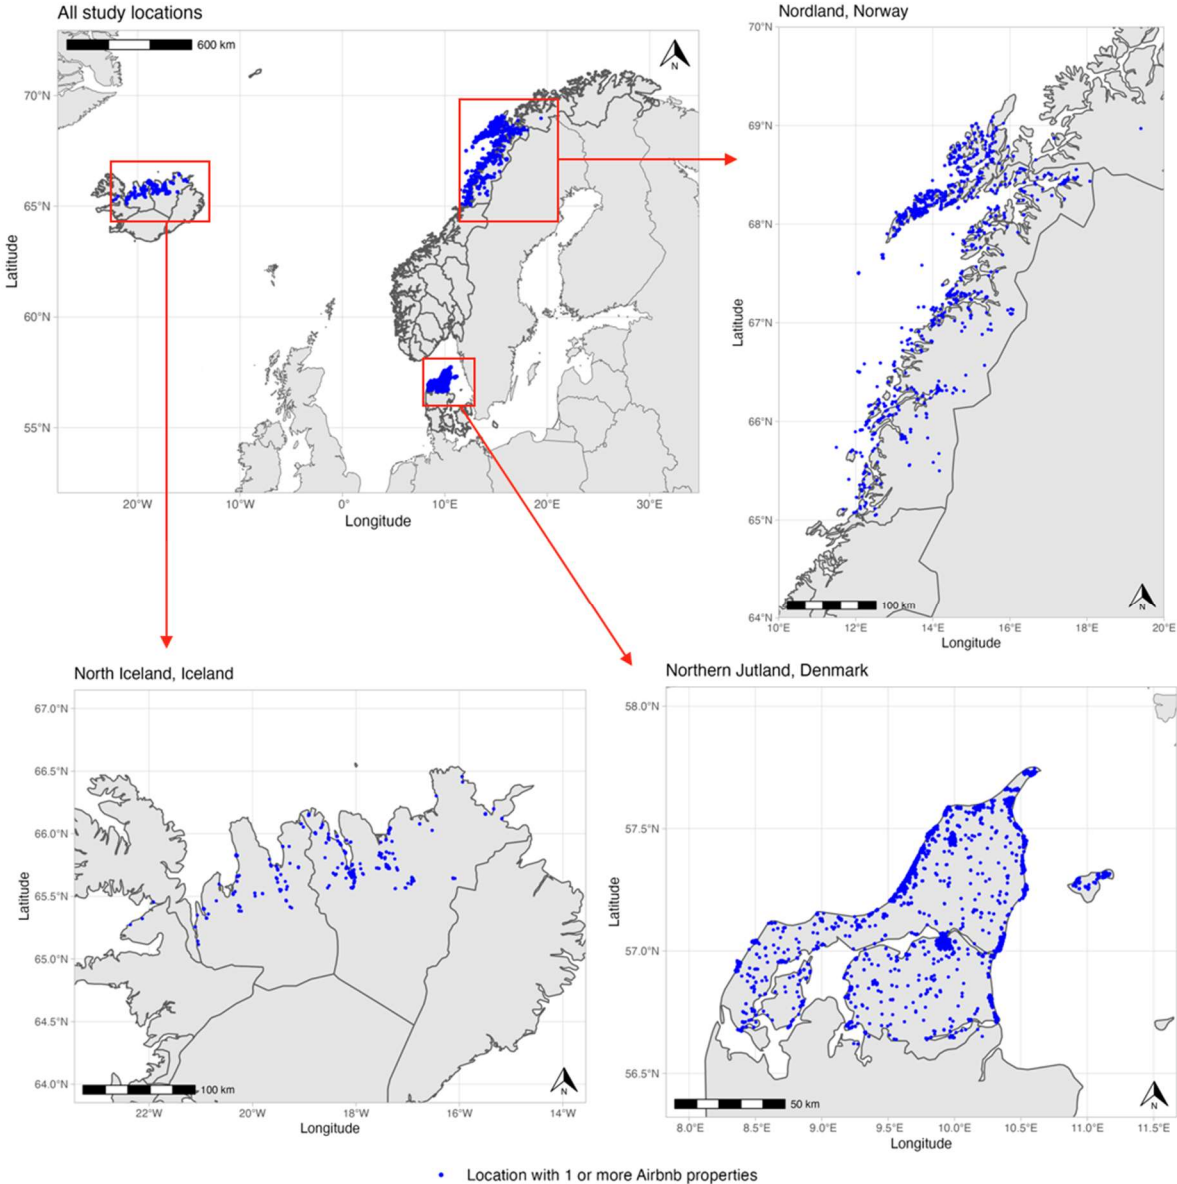 All study locations
600 km
N
70°N
65°N
60°N
55°N
Latitude
20°W 10°W 0° 10°E 20°E 30°E
Longitude
Nordland, Norway
70°N
69°N
68°N
67°N
66°N
65°N
64°N
Latitude
100 km
N
10°E 12°E 14°E 16°E 18°E 20°E
Longitude
North Iceland, Iceland
67.0°N
66.5°N
66.0°N
65.5°N
65.0°N
64.5°N
64.0°N
Latitude
100 km
N
22°W 20°W 18°W 16°W 14°W
Longitude
Northern Jutland, Denmark
58.0°N
57.5°N
57.0°N
56.5°N
Latitude
50 km
N
8.0°E 8.5°E 9.0°E 9.5°E 10.0°E 10.5°E 11.0°E 11.5°E
Longitude
Location with 1 or more Airbnb properties